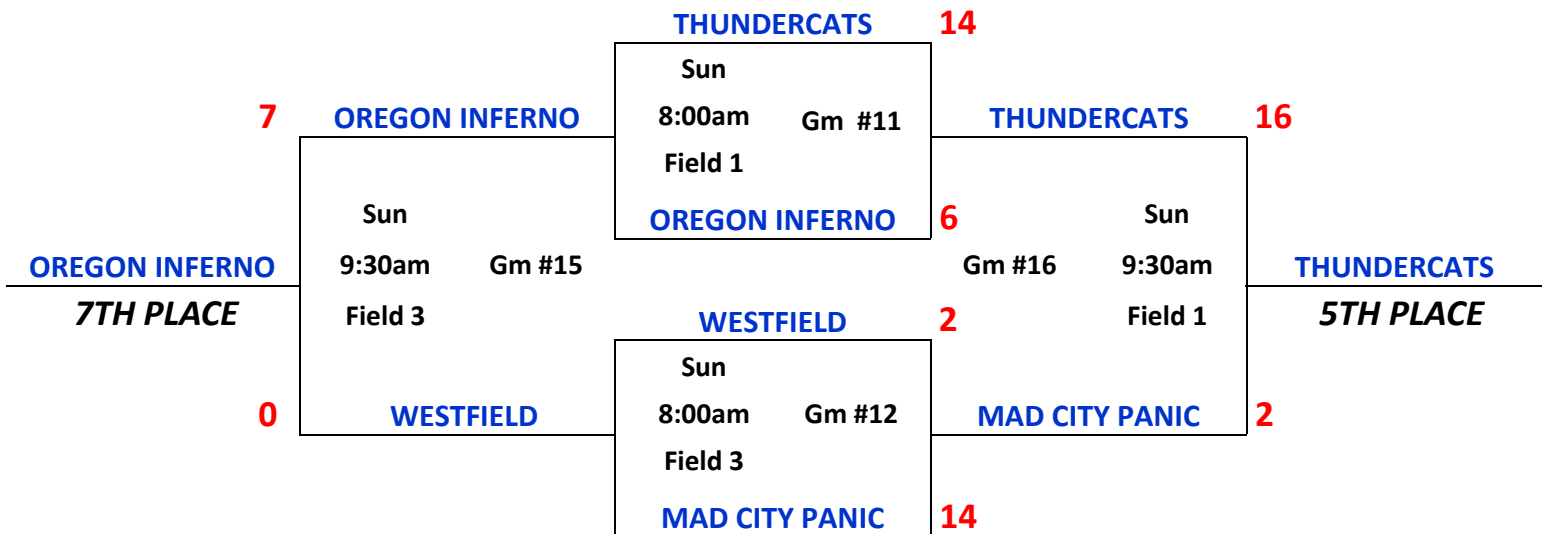 THUNDERCATS 14
Sun
7 OREGON INFERNO 8:00am Gm #11 THUNDERCATS 16
Field 1
Sun OREGON INFERNO 6 Sun
OREGON INFERNO 9:30am Gm #15 Gm #16 9:30am THUNDERCATS
7TH PLACE Field 3 WESTFIELD 2 Field 1 5TH PLACE
Sun
0 WESTFIELD 8:00am Gm #12 MAD CITY PANIC 2
Field 3
MAD CITY PANIC 14